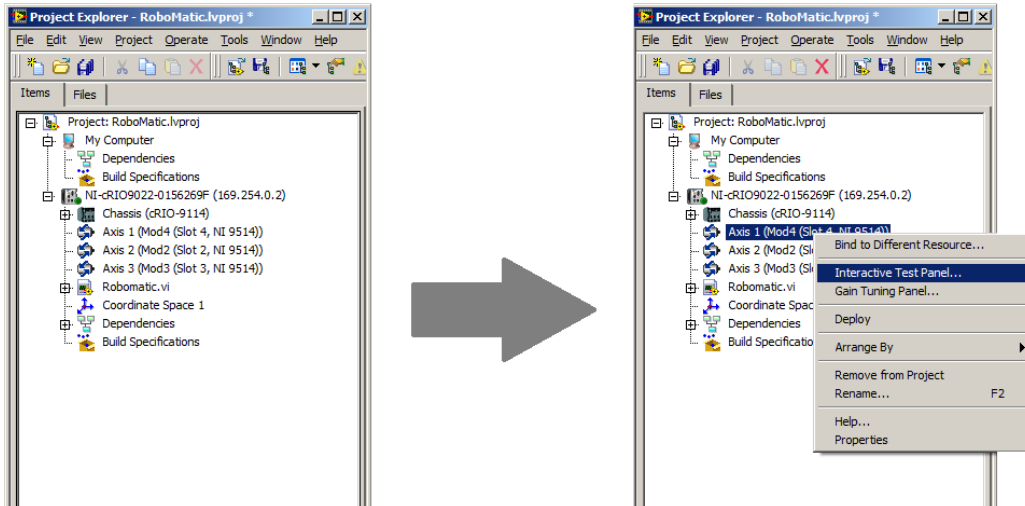 Project Explorer - RoboMatic.lvproj *
File Edit View Project Operate Tools Window Help
Items Files
Project: RoboMatic.lvproj
My Computer
Dependencies
Build Specifications
NI-cRIO9022-0156269F (169.254.0.2)
Chassis (cRIO-9114)
Axis 1 (Mod4 (Slot 4, NI 9514))
Axis 2 (Mod2 (Slot 2, NI 9514))
Axis 3 (Mod3 (Slot 3, NI 9514))
Robomatic.vi
Coordinate Space 1
Dependencies
Build Specifications
Project Explorer - RoboMatic.lvproj *
File Edit View Project Operate Tools Window Help
Items Files
Project: RoboMatic.lvproj
My Computer
Dependencies
Build Specifications
NI-cRIO9022-0156269F (169.254.0.2)
Chassis (cRIO-9114)
Axis 1 (Mod4 (Slot 4, NI 9514))
Axis 2 (Mod2 (Sl
Axis 3 (Mod3 (Sl
Robomatic.vi
Coordinate Spac
Dependencies
Build Specificatio
Bind to Different Resource...
Interactive Test Panel...
Gain Tuning Panel...
Deploy
Arrange By
Remove from Project
Rename... F2
Help...
Properties